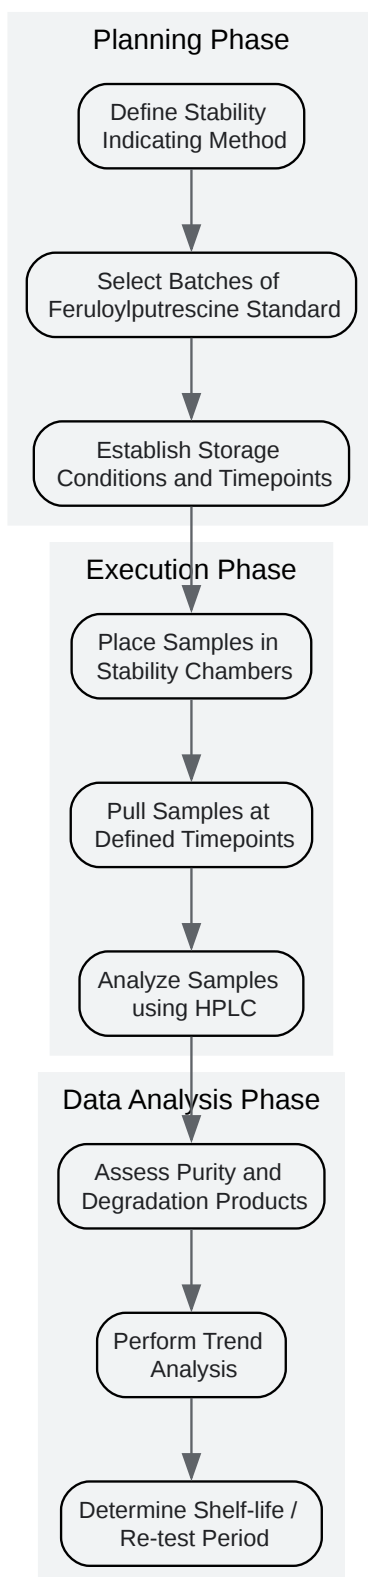 Planning Phase
Define Stability
Indicating Method
Select Batches of
Feruloylputrescine Standard
Establish Storage
Conditions and Timepoints
Execution Phase
Place Samples in
Stability Chambers
Pull Samples at
Defined Timepoints
Analyze Samples
using HPLC
Data Analysis Phase
Assess Purity and
Degradation Products
Perform Trend
Analysis
Determine Shelf-life /
Re-test Period